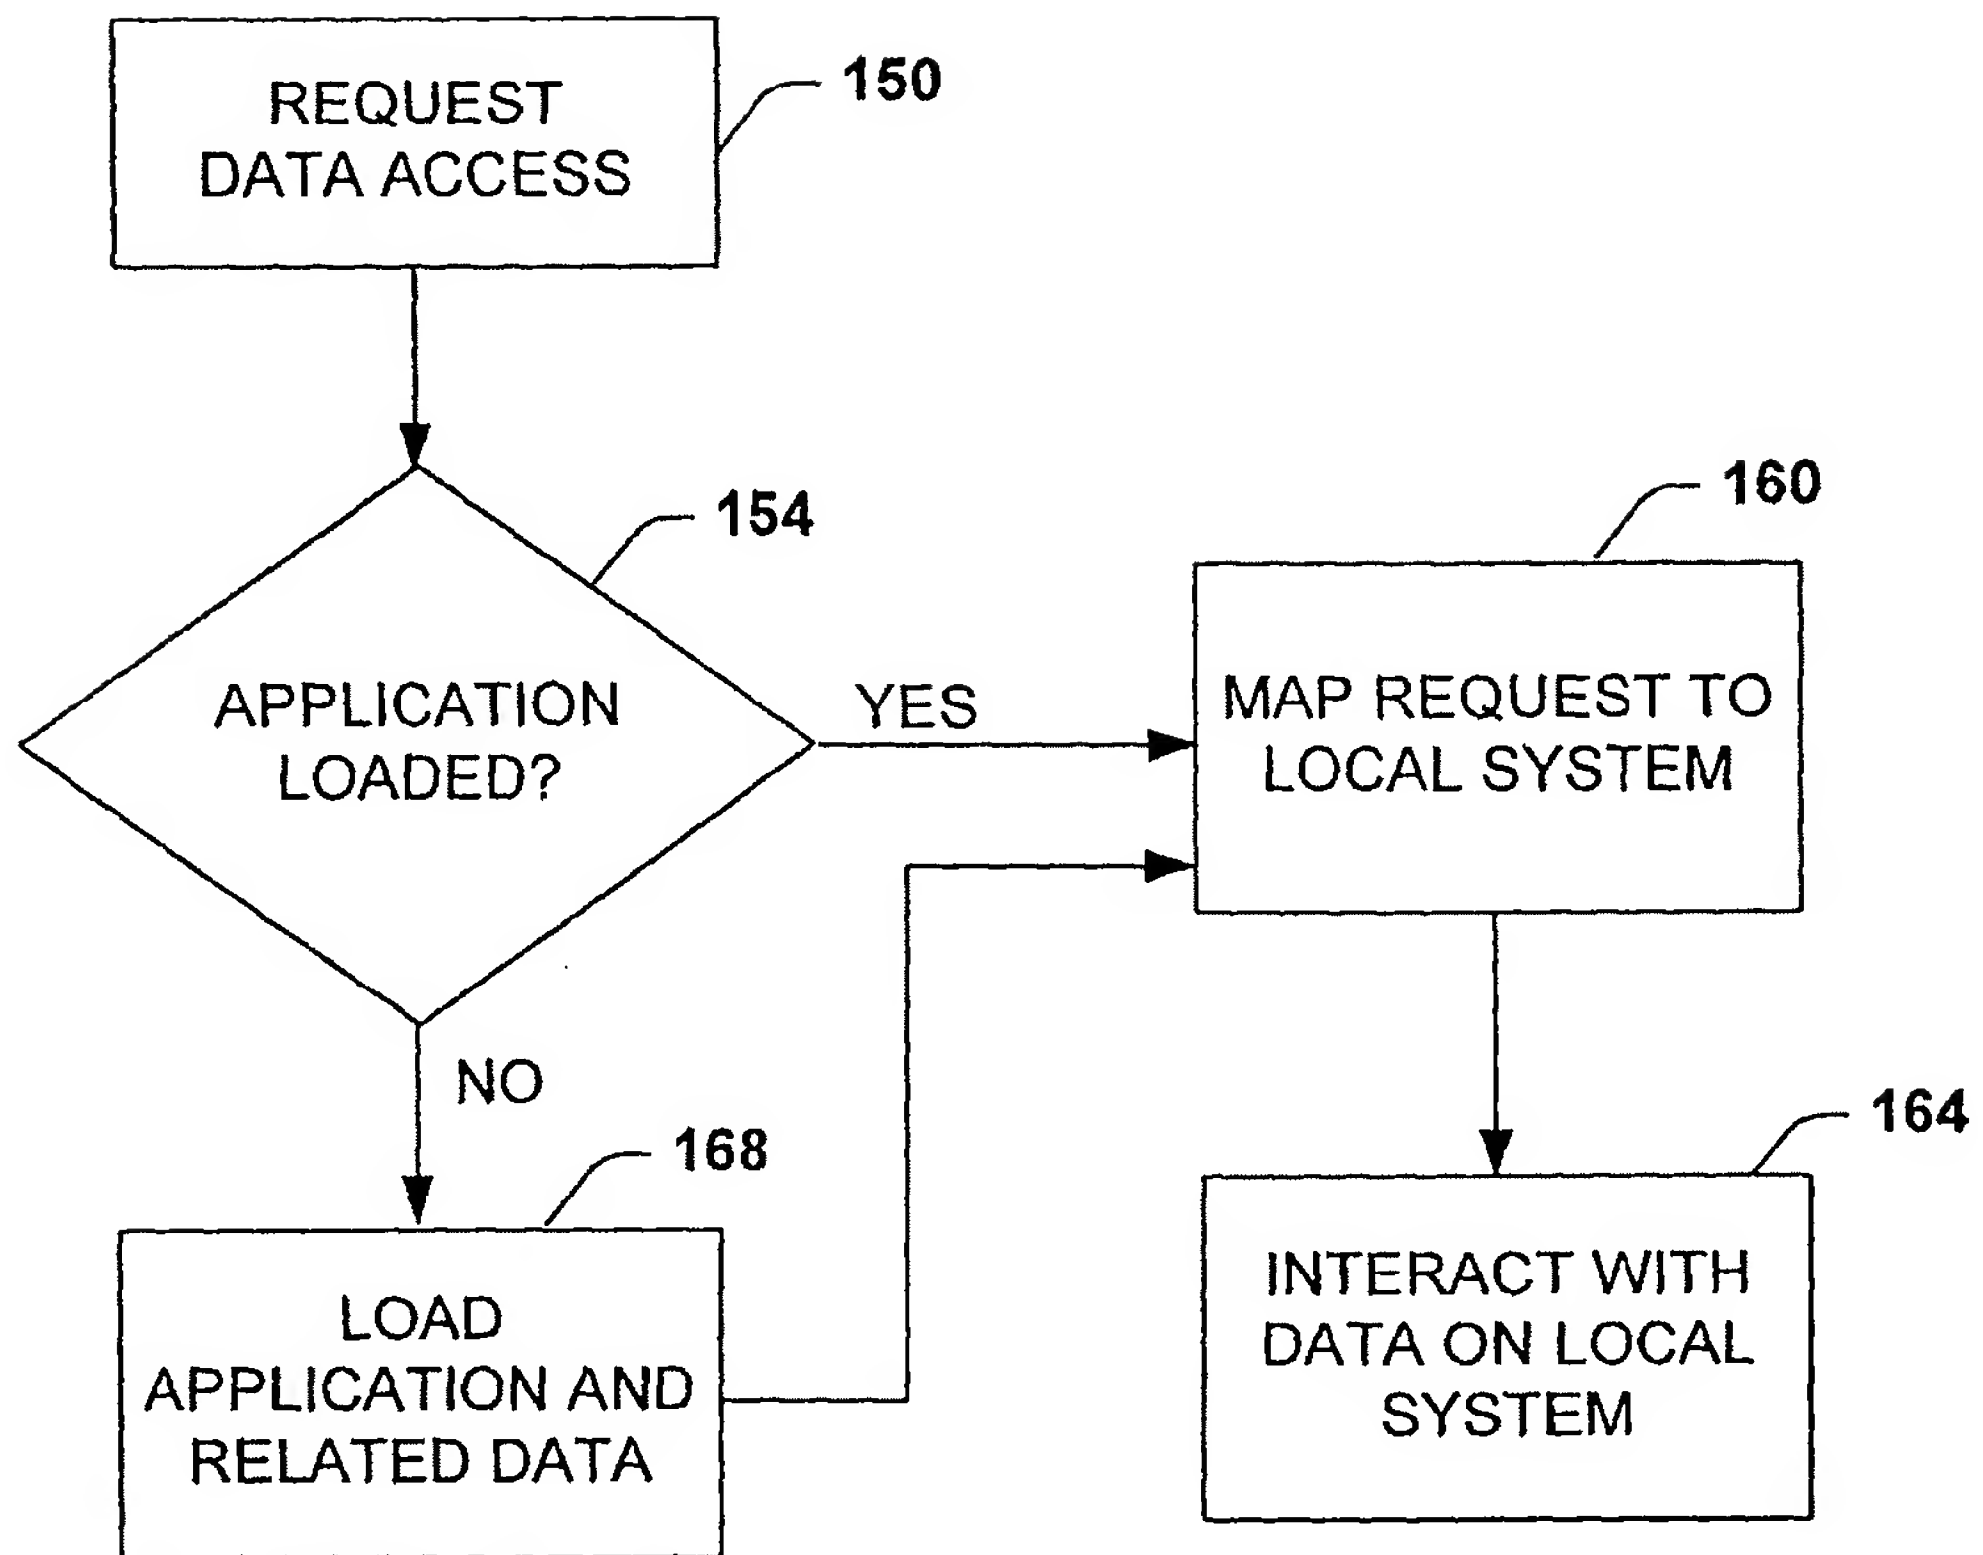 REQUEST
DATA ACCESS
150
154
APPLICATION
LOADED?
YES
NO
160
MAP REQUEST TO
LOCAL SYSTEM
168
LOAD
APPLICATION AND
RELATED DATA
164
INTERACT WITH
DATA ON LOCAL
SYSTEM